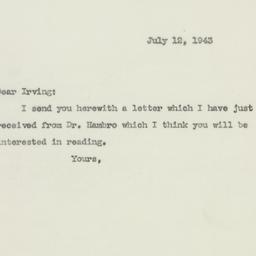 July 12, 1943
Dear Irving:
I send you herewith a letter which I have just
received from Dr. Hambro which I think you will be
interested in reading.
Yours,